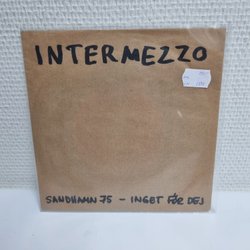 INTERMEZZO
SANDHAMN 75 – INGET FÖR DEJ